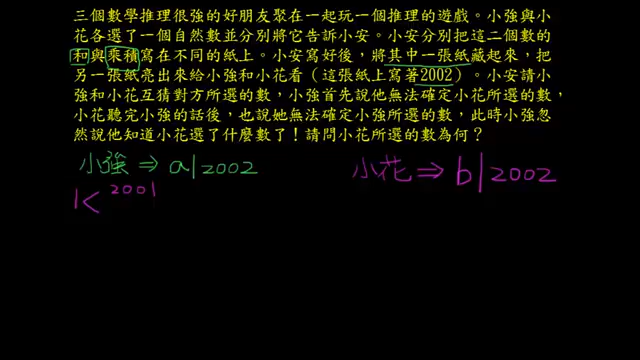 三個數學推理很強的好朋友聚在一起玩一個推理的遊戲。小強與小
花各選了一個自然數並分別將它告訴小安。小安分別把這二個數的
和與乘積寫在不同的紙上。小安寫好後，將其中一張紙藏起來，把
另一張紙亮出來給小強和小花看（這張紙上寫著2002）。小安請小
強和小花互猜對方所選的數，小強首先說他無法確定小花所選的數，
小花聽完小強的話後，也說她無法確定小強所選的數，此時小強忽
然說他知道小花選了什麼數了！請問小花所選的數為何？
小強 ⇒ a|2002 小花 ⇒ b|2002
1< 2001